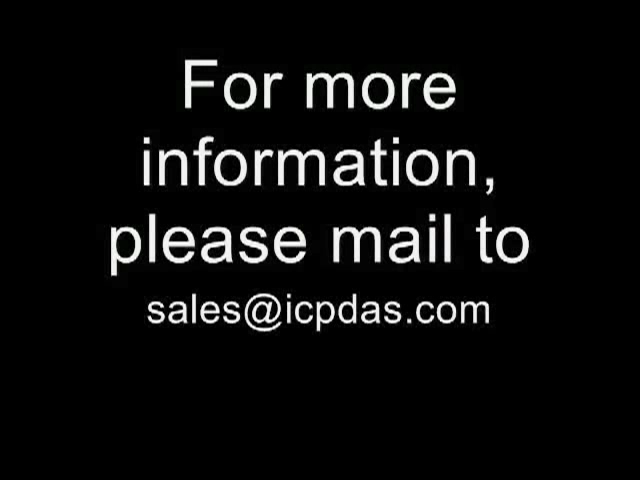 For more
information,
please mail to
sales@icpdas.com